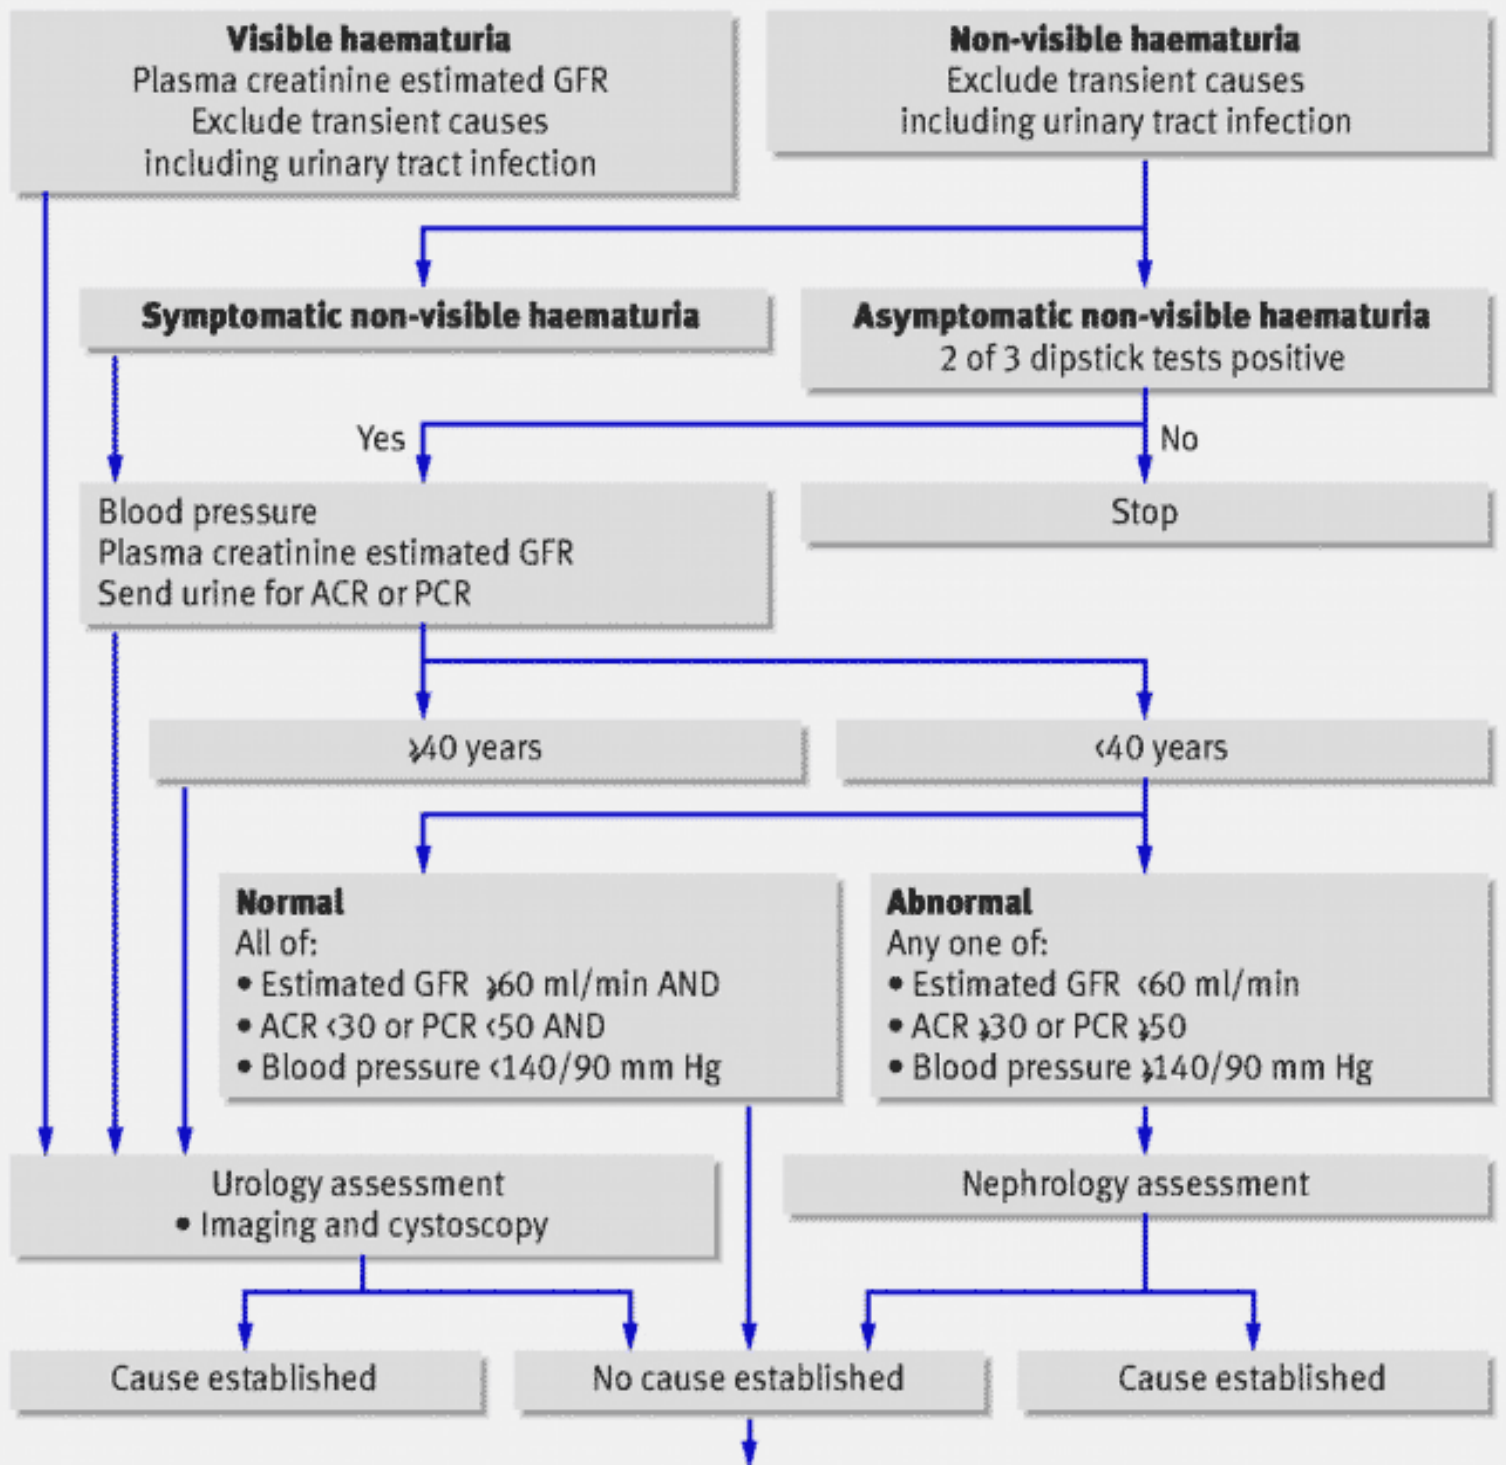 Visible haematuria
Plasma creatinine estimated GFR
Exclude transient causes
including urinary tract infection
Non-visible haematuria
Exclude transient causes
including urinary tract infection
Symptomatic non-visible haematuria
Asymptomatic non-visible haematuria
2 of 3 dipstick tests positive
Yes
No
Blood pressure
Plasma creatinine estimated GFR
Send urine for ACR or PCR
Stop
⩾40 years
<40 years
Normal
All of:
• Estimated GFR ⩾60 ml/min AND
• ACR <30 or PCR <50 AND
• Blood pressure <140/90 mm Hg
Abnormal
Any one of:
• Estimated GFR <60 ml/min
• ACR ⩾30 or PCR ⩾50
• Blood pressure ⩾140/90 mm Hg
Urology assessment
• Imaging and cystoscopy
Nephrology assessment
Cause established
No cause established
Cause established